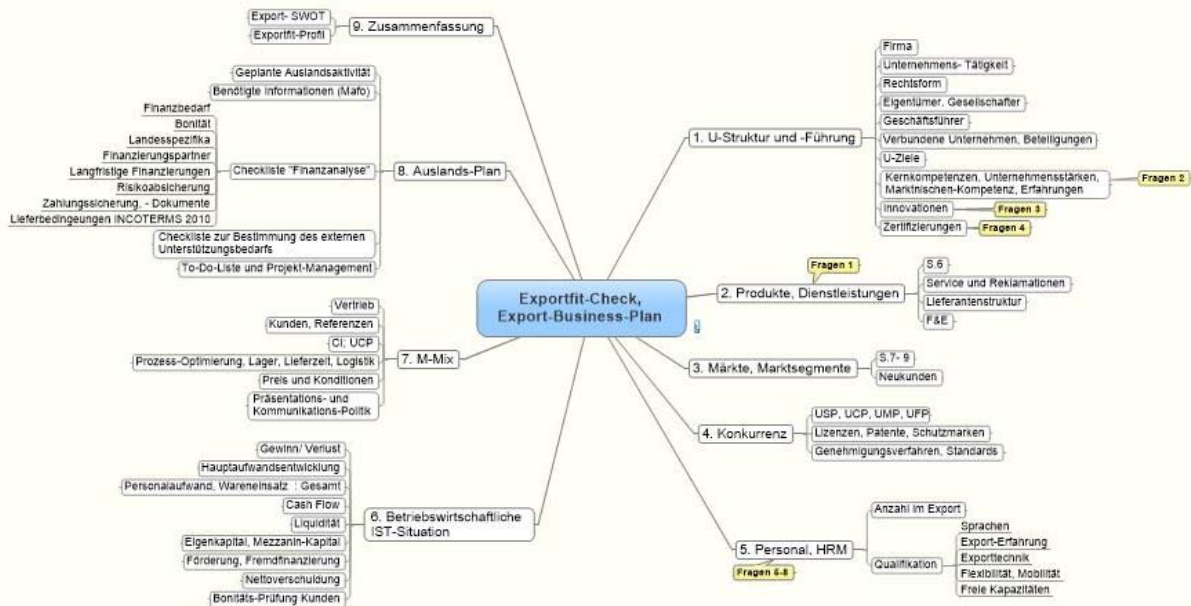 Exportfit-Check,
Export-Business-Plan
1. U-Struktur und -Führung
Firma
Unternehmens- Tätigkeit
Rechtsform
Eigentümer, Gesellschafter
Geschäftsführer
Verbundene Unternehmen, Beteiligungen
U-Ziele
Kernkompetenzen, Unternehmensstärken,
Marktnischen-Kompetenz, Erfahrungen
Fragen 2
Innovationen
Fragen 3
Zertifizierungen
Fragen 4
2. Produkte, Dienstleistungen
Fragen 1
S.6
Service und Reklamationen
Lieferantenstruktur
F&E
3. Märkte, Marktsegmente
S.7- 9
Neukunden
4. Konkurrenz
USP, UCP, UMP, UFP
Lizenzen, Patente, Schutzmarken
Genehmigungsverfahren, Standards
5. Personal, HRM
Fragen 5-8
Anzahl im Export
Qualifikation
Sprachen
Export-Erfahrung
Exporttechnik
Flexibilität, Mobilität
Freie Kapazitäten
6. Betriebswirtschaftliche
IST-Situation
Gewinn/ Verlust
Hauptaufwandsentwicklung
Personalaufwand, Wareneinsatz : Gesamt
Cash Flow
Liquidität
Eigenkapital, Mezzanin-Kapital
Förderung, Fremdfinanzierung
Nettoverschuldung
Bonitäts-Prüfung Kunden
7. M-Mix
Vertrieb
Kunden, Referenzen
CI; UCP
Prozess-Optimierung, Lager, Lieferzeit, Logistik
Preis und Konditionen
Präsentations- und
Kommunikations-Politik
8. Auslands-Plan
Geplante Auslandsaktivität
Benötigte Informationen (Mafo)
Checkliste "Finanzanalyse"
Finanzbedarf
Bonität
Landesspezifika
Finanzierungspartner
Langfristige Finanzierungen
Risikoabsicherung
Zahlungssicherung, - Dokumente
Lieferbedingeungen INCOTERMS 2010
Checkliste zur Bestimmung des externen
Unterstützungsbedarfs
To-Do-Liste und Projekt-Management
9. Zusammenfassung
Export- SWOT
Exportfit-Profil